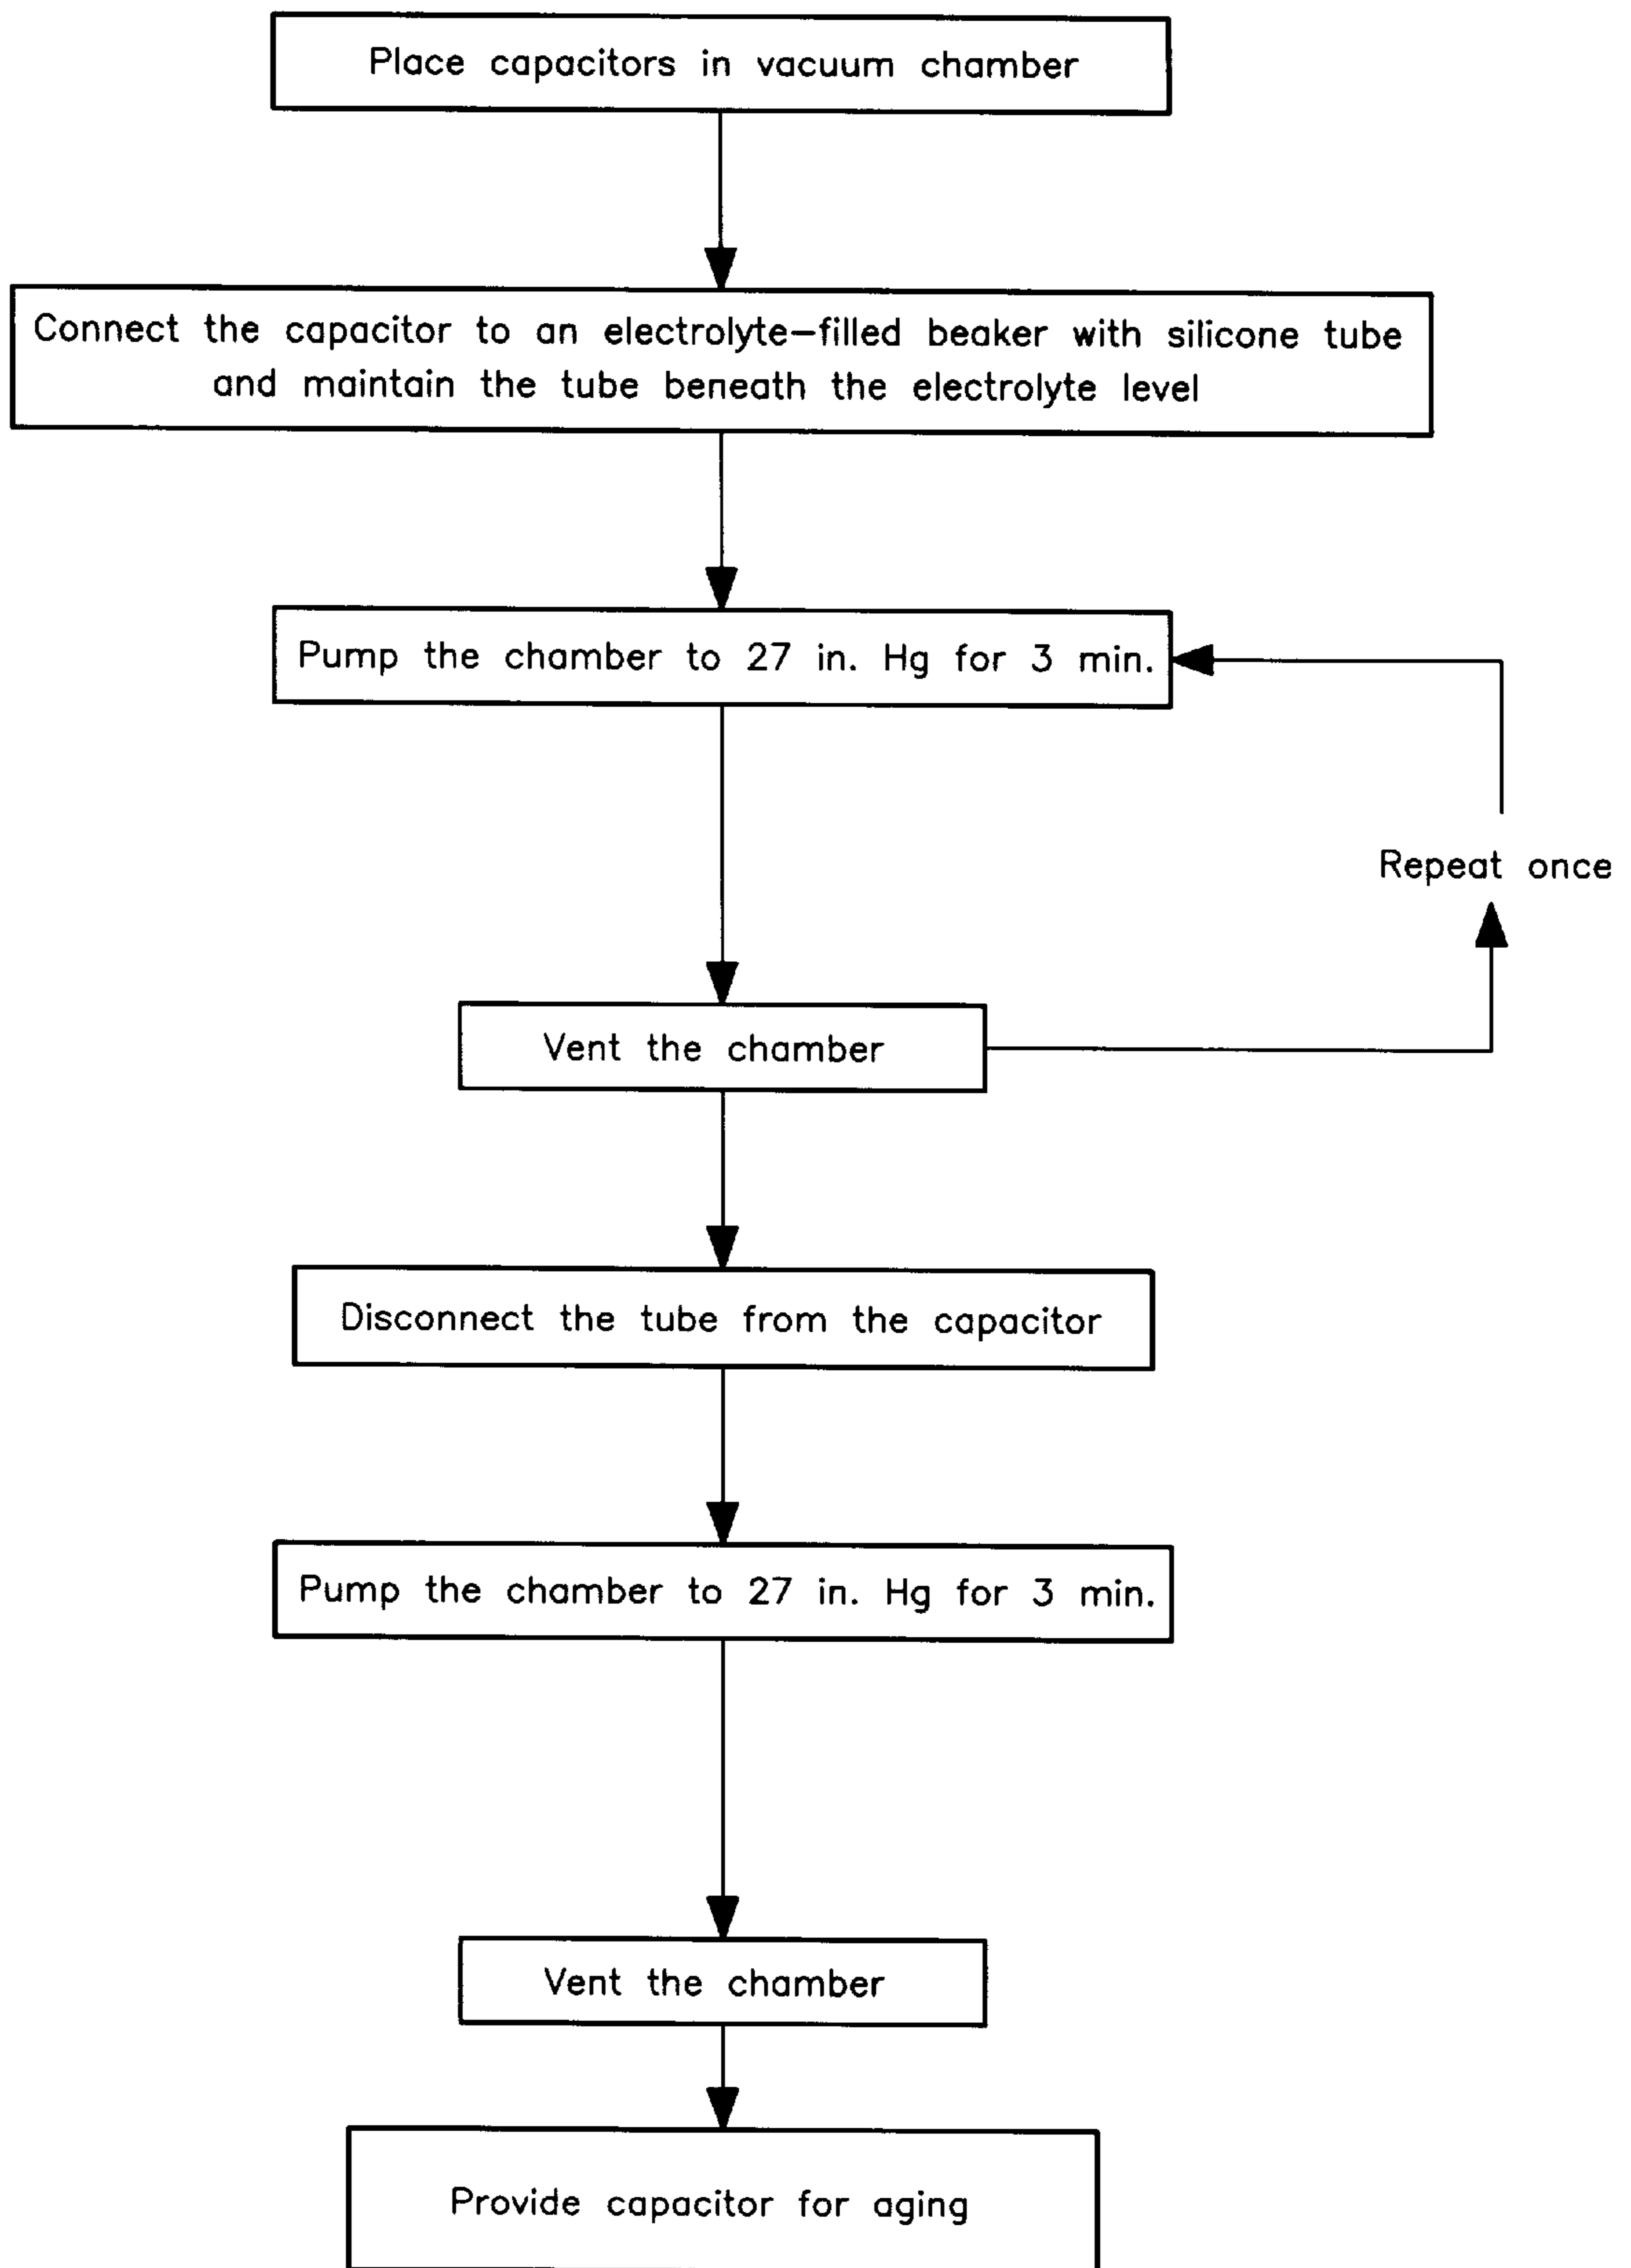 Place capacitors in vacuum chamber
Connect the capacitor to an electrolyte–filled beaker with silicone tube
and maintain the tube beneath the electrolyte level
Pump the chamber to 27 in. Hg for 3 min.
Repeat once
Vent the chamber
Disconnect the tube from the capacitor
Pump the chamber to 27 in. Hg for 3 min.
Vent the chamber
Provide capacitor for aging